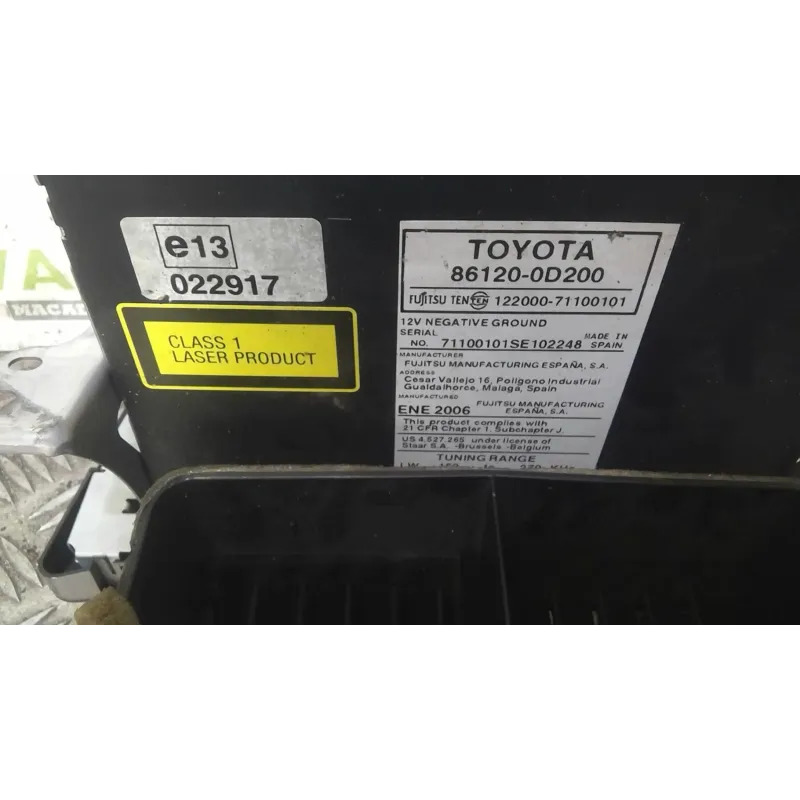 e13
022917
CLASS 1
LASER PRODUCT
TOYOTA
86120-0D200
FUJITSU TEN TEN 122000-71100101
12V NEGATIVE GROUND
SERIAL
NO. 71100101SE102248
MADE IN
SPAIN
MANUFACTURER
FUJITSU MANUFACTURING ESPAÑA, S.A.
ADDRESS
Cesar Vallejo 16, Poligono Industrial
Gualdalhorce, Malaga, Spain
MANUFACTURED
ENE 2006
FUJITSU MANUFACTURING
ESPAÑA, S.A.
This product complies with
21 CFR Chapter 1. Subchapter J.
US 4,527,265 under license of
Staar S.A. -Brussels -Belgium
TUNING RANGE